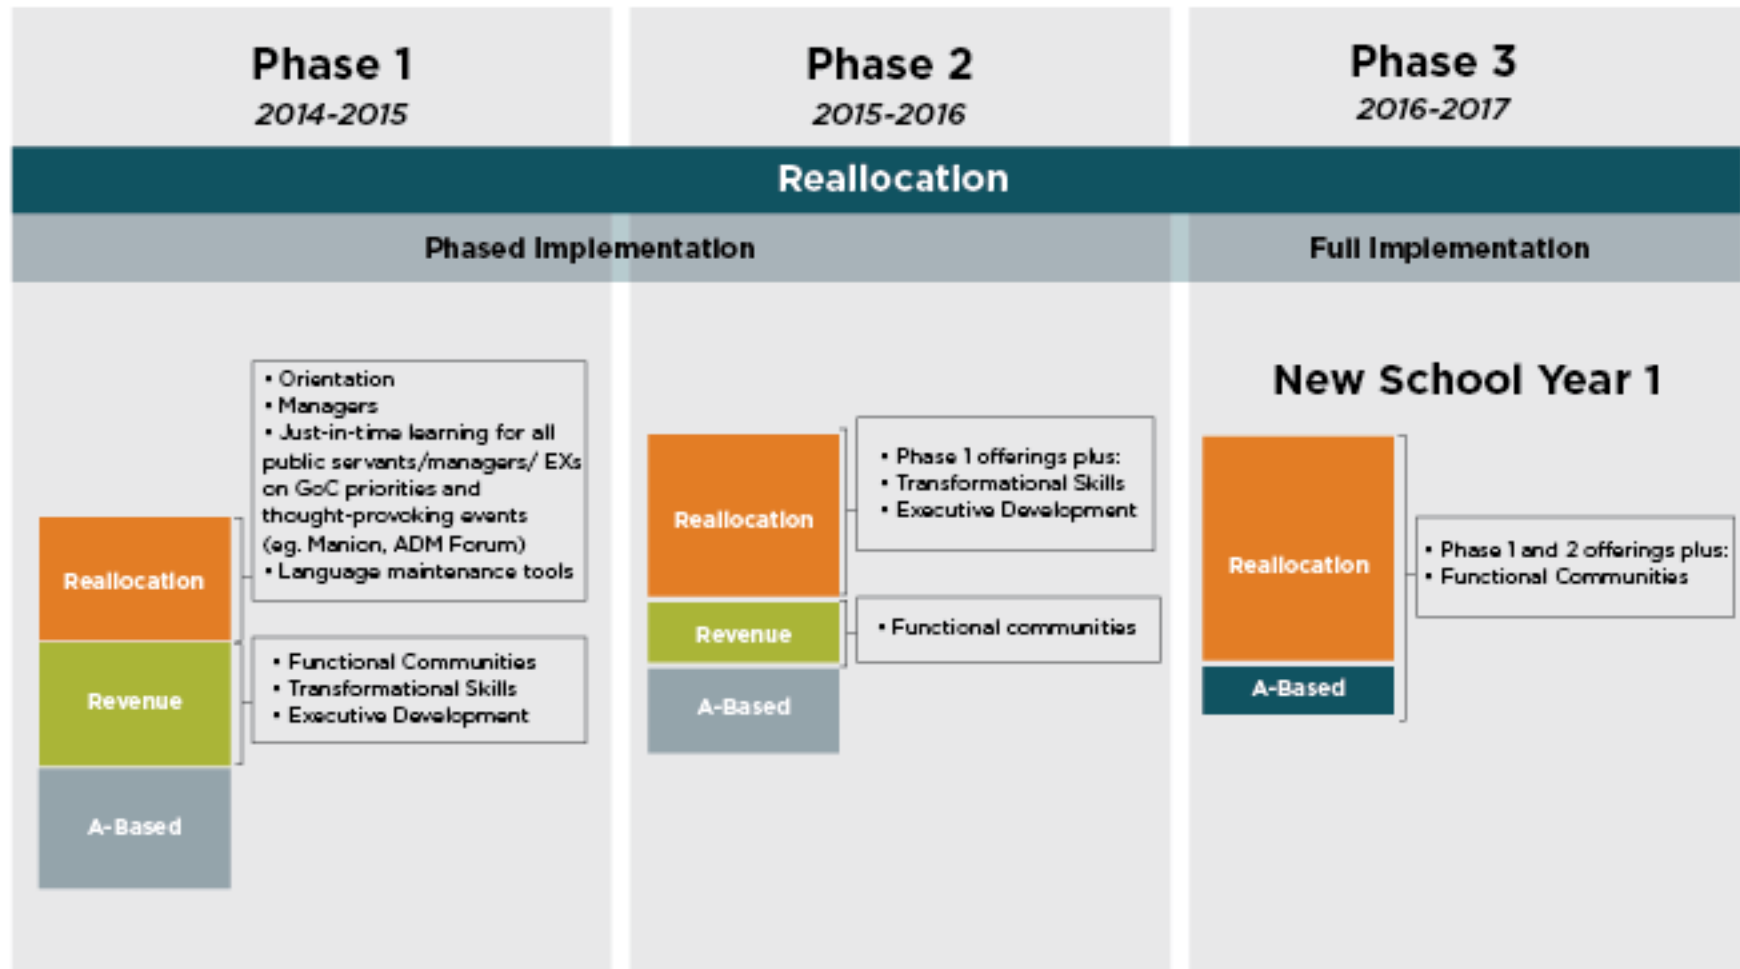 Phase 1
2014-2015
Phase 2
2015-2016
Phase 3
2016-2017
Reallocation
Phased Implementation
Full Implementation
• Orientation
• Managers
• Just-in-time learning for all
public servants/managers/ EXs
on GoC priorities and
thought-provoking events
(eg. Manion, ADM Forum)
• Language maintenance tools
Reallocation
• Functional Communities
• Transformational Skills
• Executive Development
Revenue
A-Based
• Phase 1 offerings plus:
• Transformational Skills
• Executive Development
Reallocation
• Functional communities
Revenue
A-Based
New School Year 1
Reallocation
• Phase 1 and 2 offerings plus:
• Functional Communities
A-Based